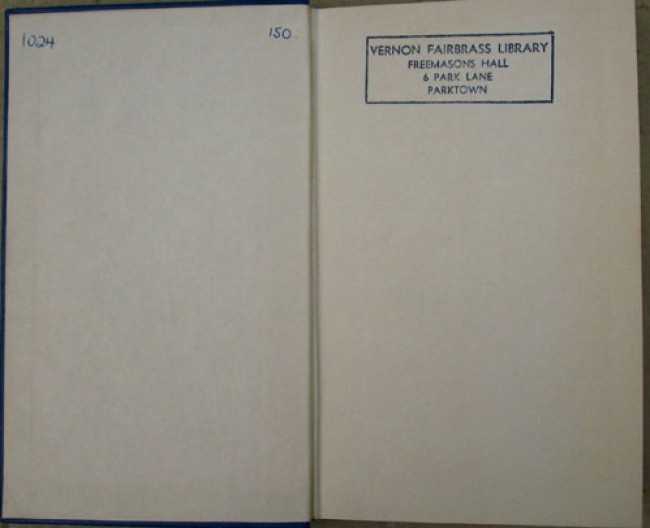 1024
150
VERNON FAIRBRASS LIBRARY
FREEMASONS HALL
6 PARK LANE
PARKTOWN